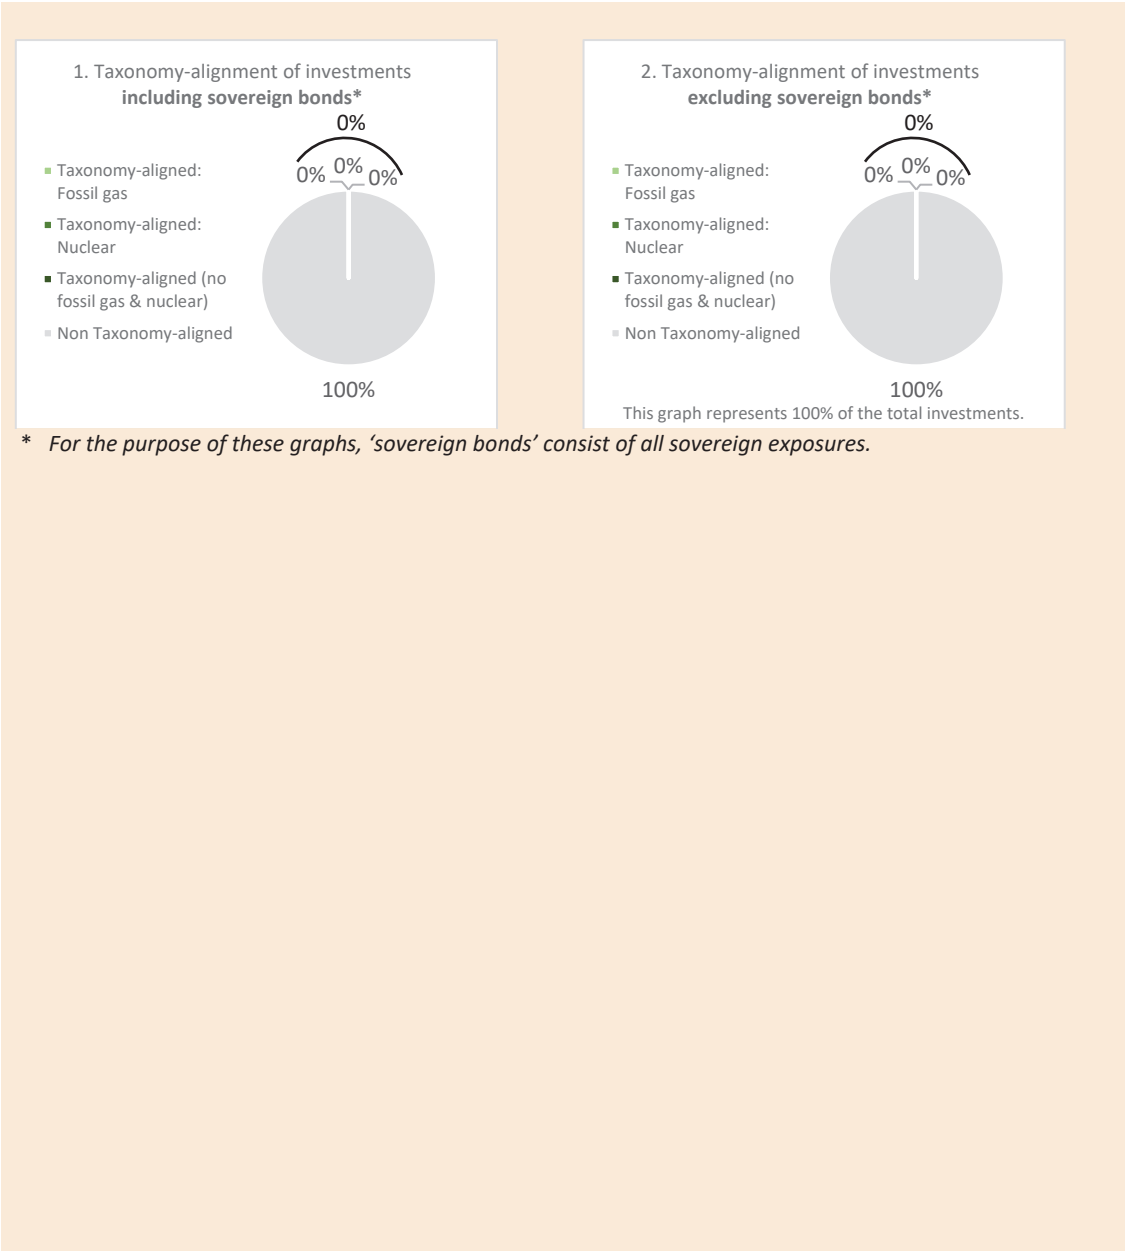 1. Taxonomy-alignment of investments
including sovereign bonds*
0%
0% 0% 0%
Taxonomy-aligned:
Fossil gas
Taxonomy-aligned:
Nuclear
Taxonomy-aligned (no
fossil gas & nuclear)
Non Taxonomy-aligned
100%
2. Taxonomy-alignment of investments
excluding sovereign bonds*
0%
0% 0% 0%
Taxonomy-aligned:
Fossil gas
Taxonomy-aligned:
Nuclear
Taxonomy-aligned (no
fossil gas & nuclear)
Non Taxonomy-aligned
100%
This graph represents 100% of the total investments.
* For the purpose of these graphs, ‘sovereign bonds’ consist of all sovereign exposures.